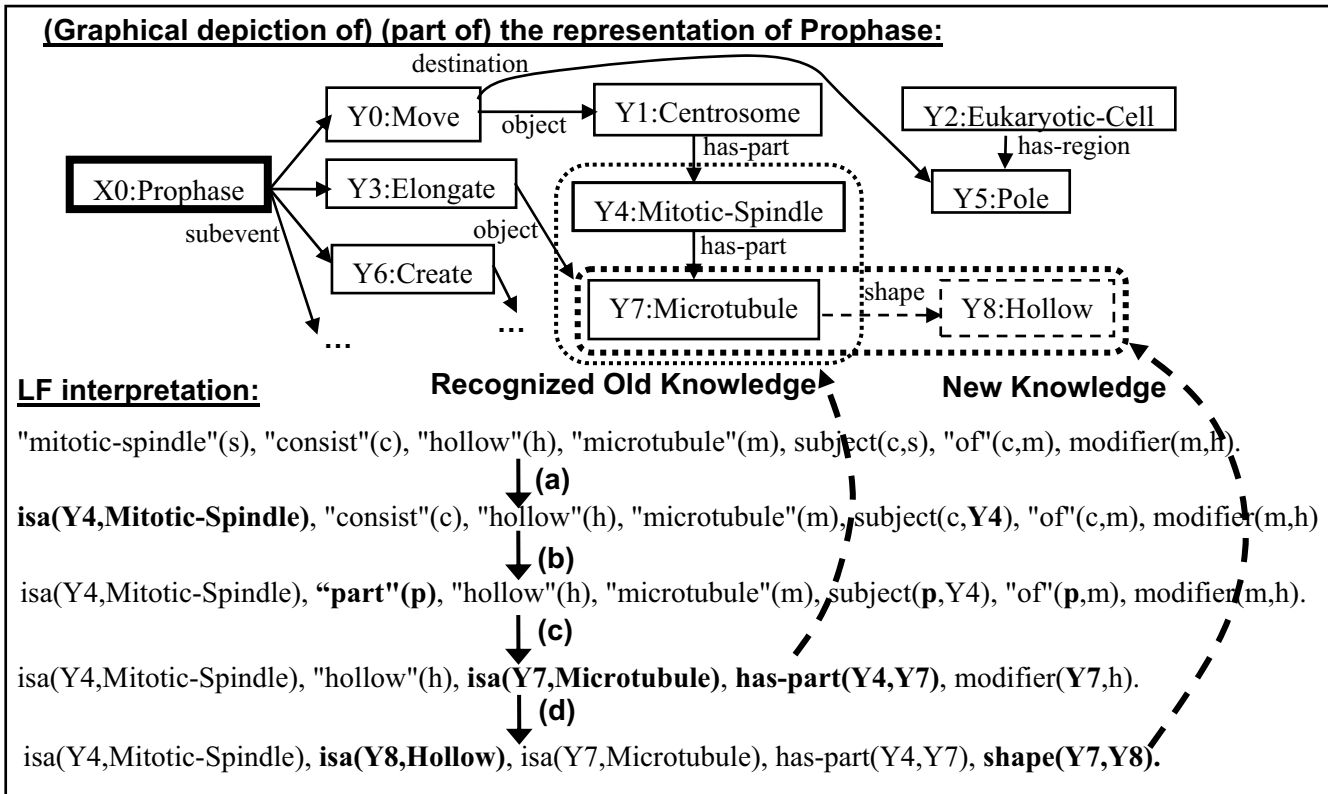 (Graphical depiction of) (part of) the representation of Prophase:
destination
Y0:Move
object
Y1:Centrosome
Y2:Eukaryotic-Cell
has-part
has-region
X0:Prophase
Y3:Elongate
Y4:Mitotic-Spindle
Y5:Pole
subevent
object
has-part
Y6:Create
shape
Y7:Microtubule
Y8:Hollow
...
...
Recognized Old Knowledge
New Knowledge
LF interpretation:
"mitotic-spindle"(s), "consist"(c), "hollow"(h), "microtubule"(m), subject(c,s), "of"(c,m), modifier(m,h).
(a)
isa(Y4,Mitotic-Spindle), "consist"(c), "hollow"(h), "microtubule"(m), subject(c,Y4), "of"(c,m), modifier(m,h)
(b)
isa(Y4,Mitotic-Spindle), “part"(p), "hollow"(h), "microtubule"(m), subject(p,Y4), "of"(p,m), modifier(m,h).
(c)
isa(Y4,Mitotic-Spindle), "hollow"(h), isa(Y7,Microtubule), has-part(Y4,Y7), modifier(Y7,h).
(d)
isa(Y4,Mitotic-Spindle), isa(Y8,Hollow), isa(Y7,Microtubule), has-part(Y4,Y7), shape(Y7,Y8).